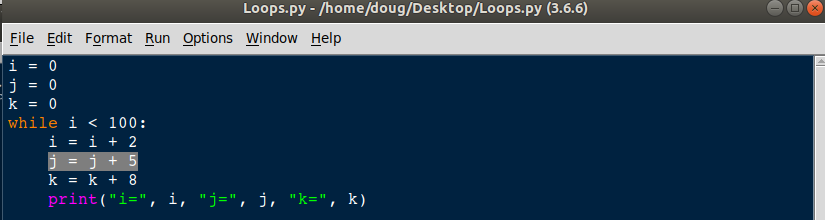 Loops.py - /home/doug/Desktop/Loops.py (3.6.6)
File Edit Format Run Options Window Help
i = 0
j = 0
k = 0
while i < 100:
    i = i + 2
    j = j + 5
    k = k + 8
    print("i=", i, "j=", j, "k=", k)